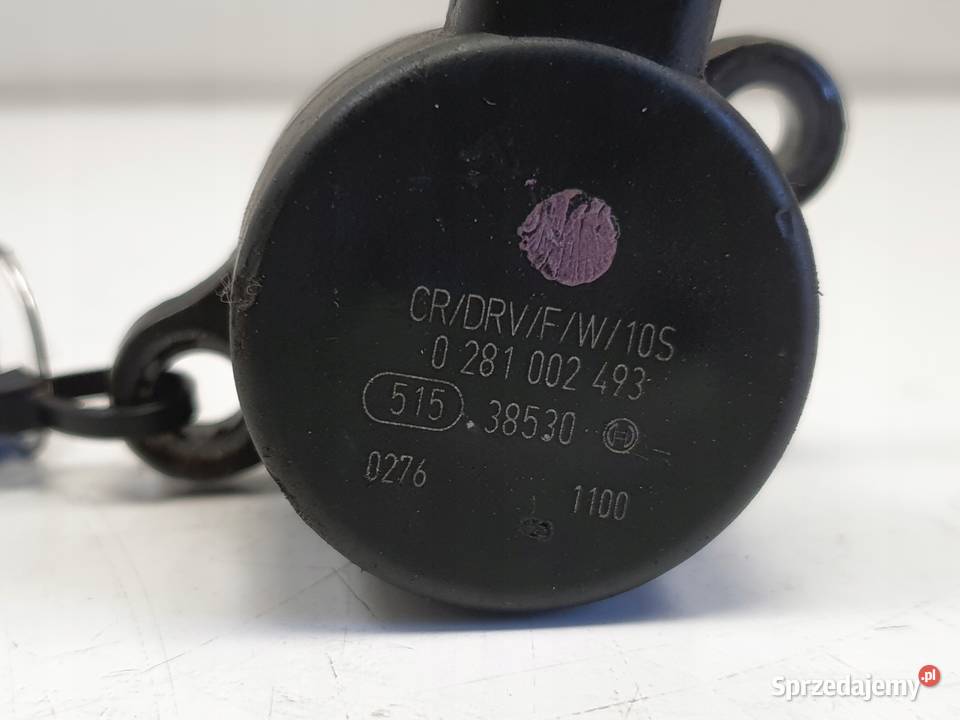 CR/DRV/F/W/10S
0 281 002 493
515 38530 H
0276 1100
Sprzedajemy.pl